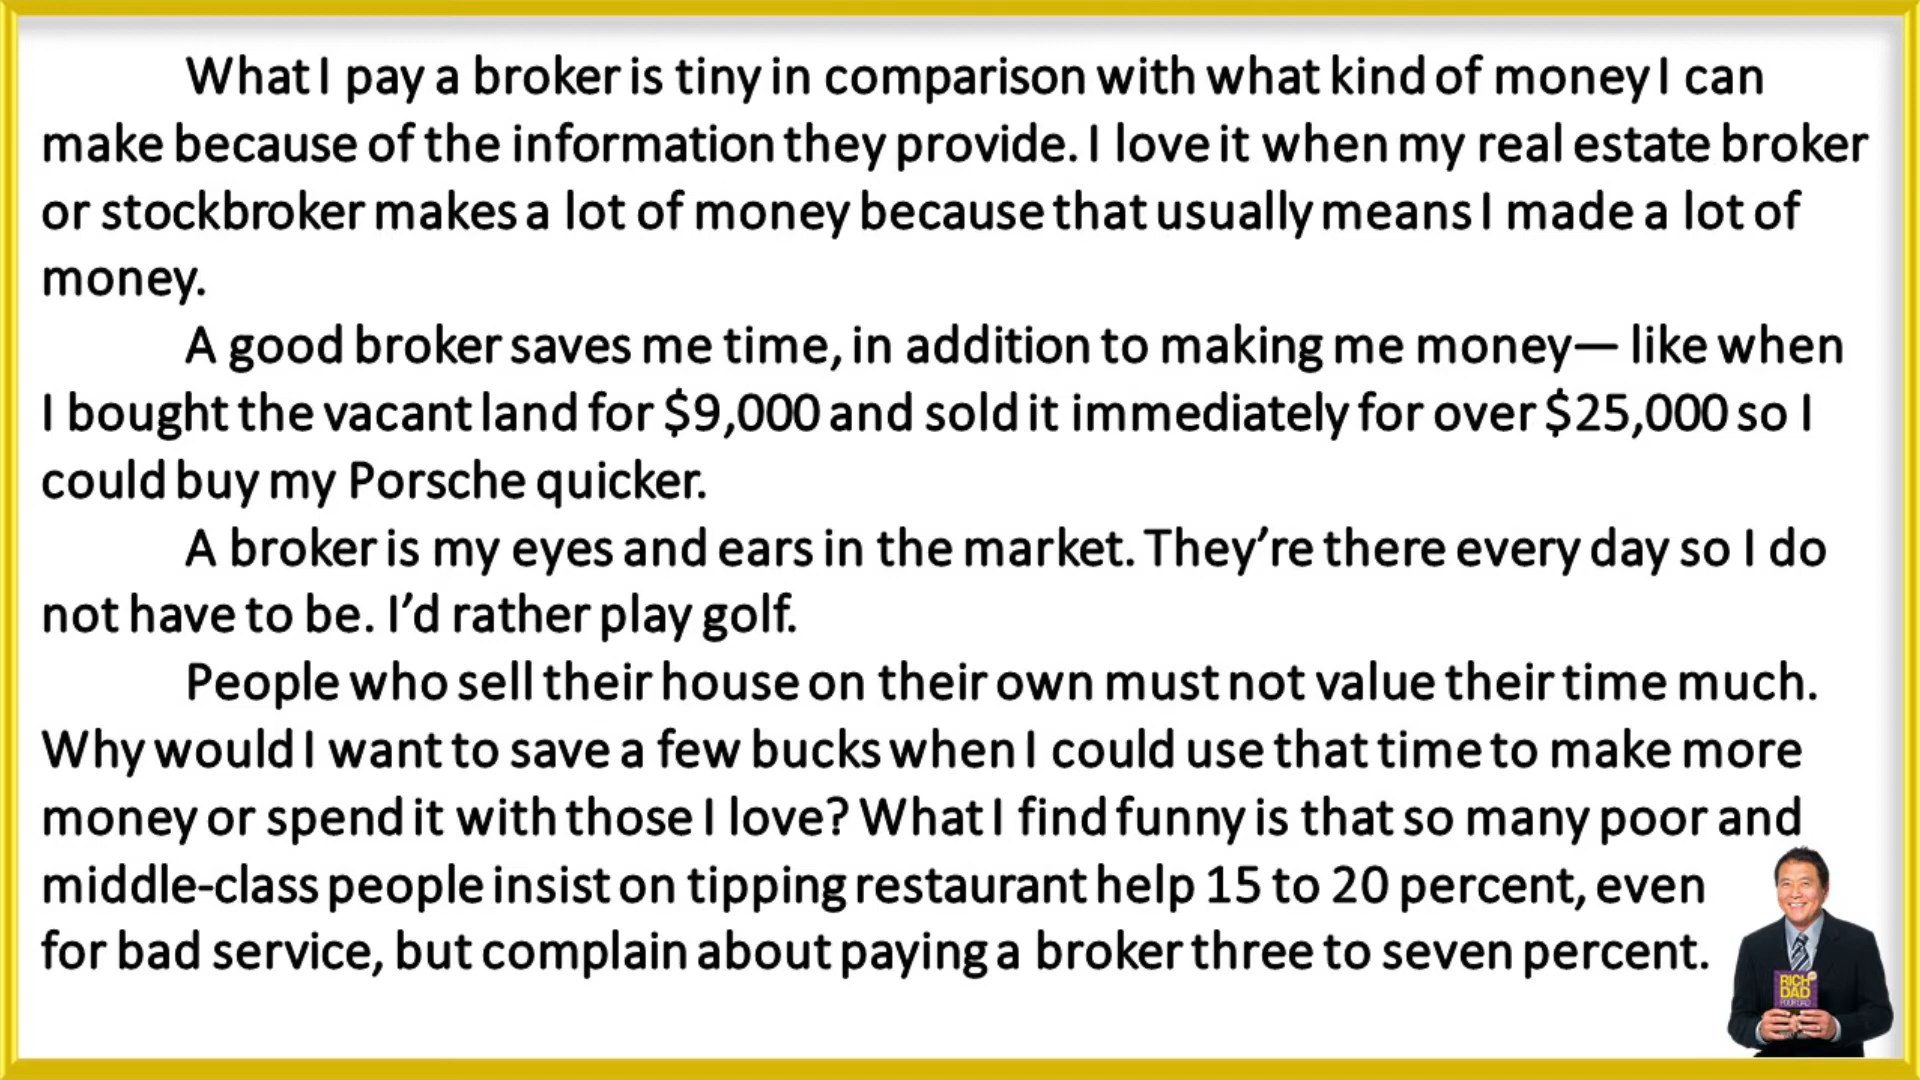 What I pay a broker is tiny in comparison with what kind of money I can
make because of the information they provide. I love it when my real estate broker
or stockbroker makes a lot of money because that usually means I made a lot of
money.
A good broker saves me time, in addition to making me money— like when
I bought the vacant land for $9,000 and sold it immediately for over $25,000 so I
could buy my Porsche quicker.
A broker is my eyes and ears in the market. They’re there every day so I do
not have to be. I’d rather play golf.
People who sell their house on their own must not value their time much.
Why would I want to save a few bucks when I could use that time to make more
money or spend it with those I love? What I find funny is that so many poor and
middle-class people insist on tipping restaurant help 15 to 20 percent, even
for bad service, but complain about paying a broker three to seven percent.
RICH
DAD
POOR DAD